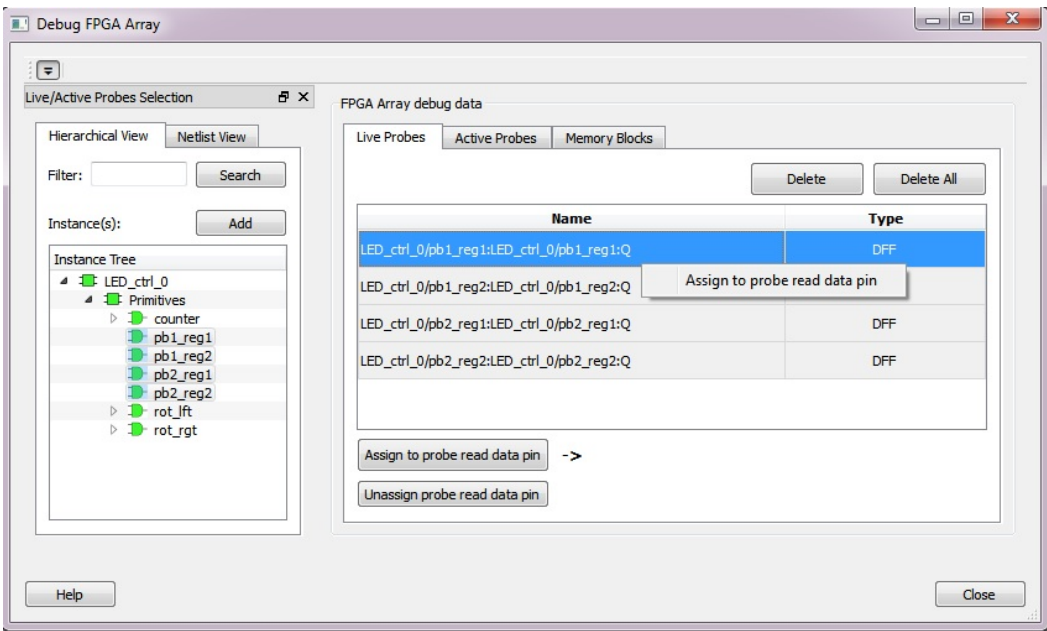 Debug FPGA Array
Live/Active Probes Selection
Hierarchical View
Netlist View
Filter:
Search
Instance(s):
Add
Instance Tree
LED_ctrl_0
Primitives
counter
pb1_reg1
pb1_reg2
pb2_reg1
pb2_reg2
rot_lft
rot_rgt
FPGA Array debug data
Live Probes
Active Probes
Memory Blocks
Delete
Delete All
Name Type
LED_ctrl_0/pb1_reg1:LED_ctrl_0/pb1_reg1:Q DFF
LED_ctrl_0/pb1_reg2:LED_ctrl_0/pb1_reg2:Q
Assign to probe read data pin
LED_ctrl_0/pb2_reg1:LED_ctrl_0/pb2_reg1:Q DFF
LED_ctrl_0/pb2_reg2:LED_ctrl_0/pb2_reg2:Q DFF
Assign to probe read data pin ->
Unassign probe read data pin
Help
Close